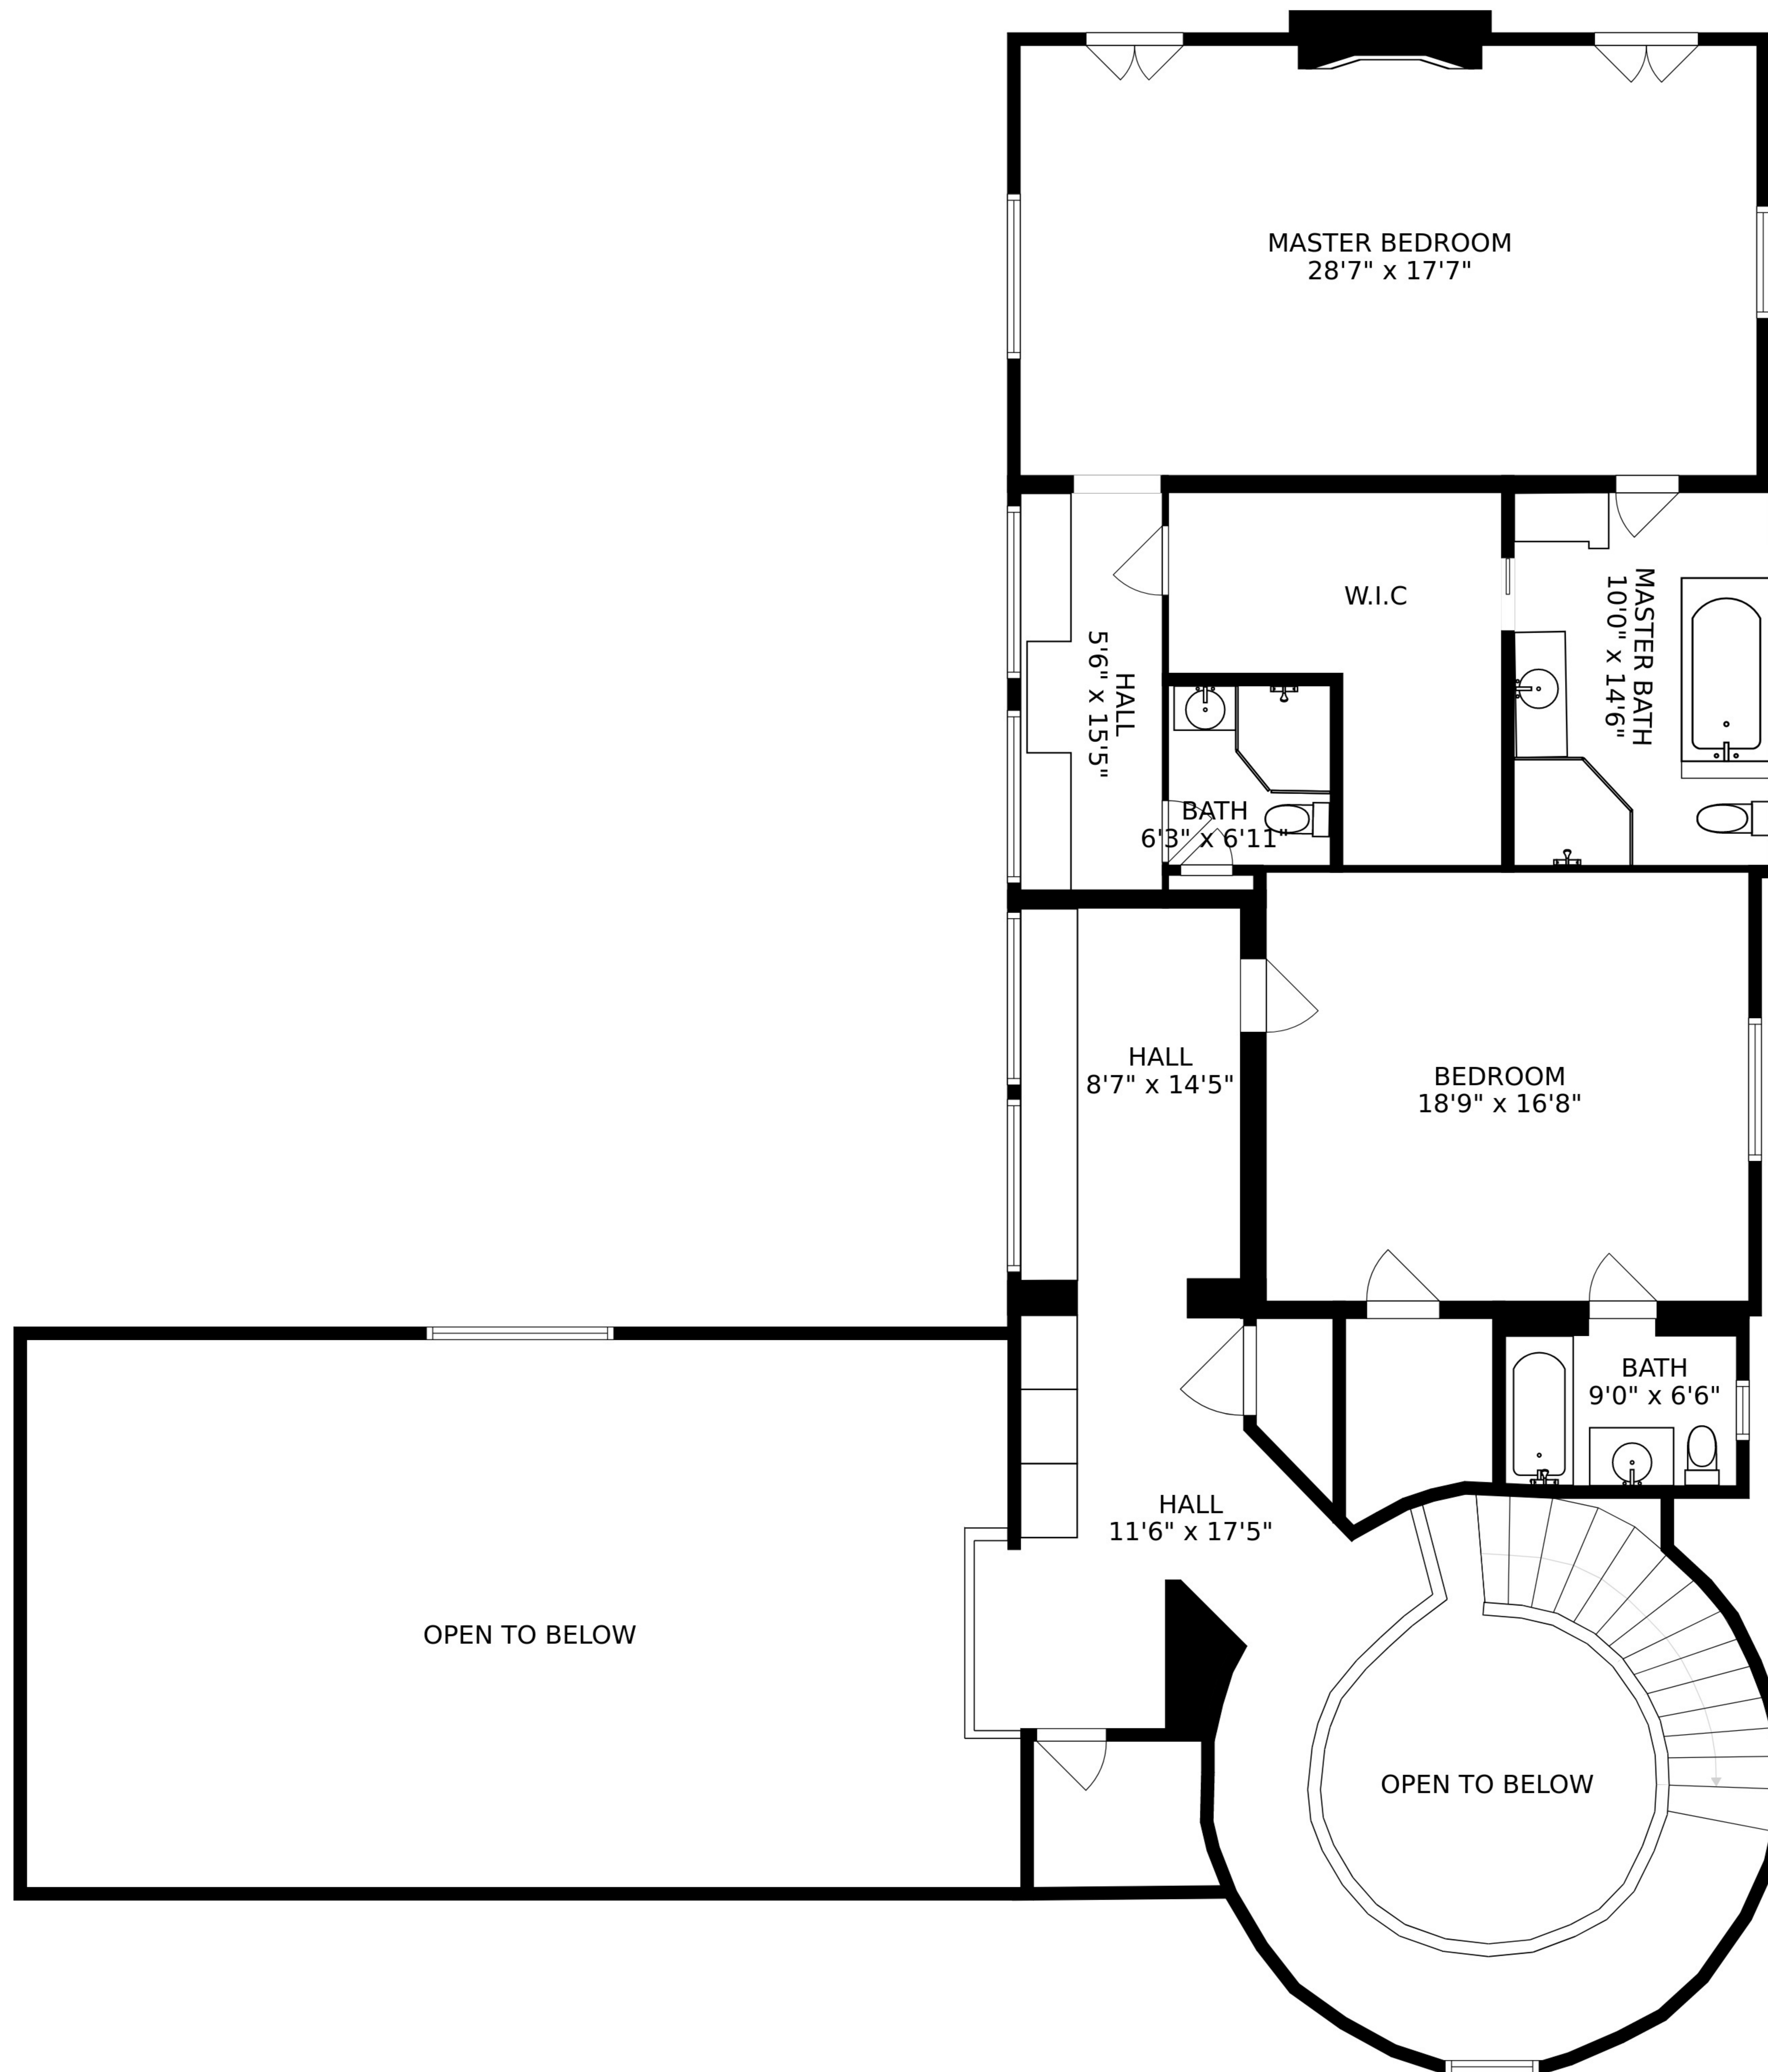 MASTER BEDROOM
28'7" x 17'7"
W.I.C
MASTER BATH
10'0" x 14'6"
HALL
5'6" x 15'5"
BATH
6'3" x 6'11"
HALL
8'7" x 14'5"
BEDROOM
18'9" x 16'8"
BATH
9'0" x 6'6"
HALL
11'6" x 17'5"
OPEN TO BELOW
OPEN TO BELOW